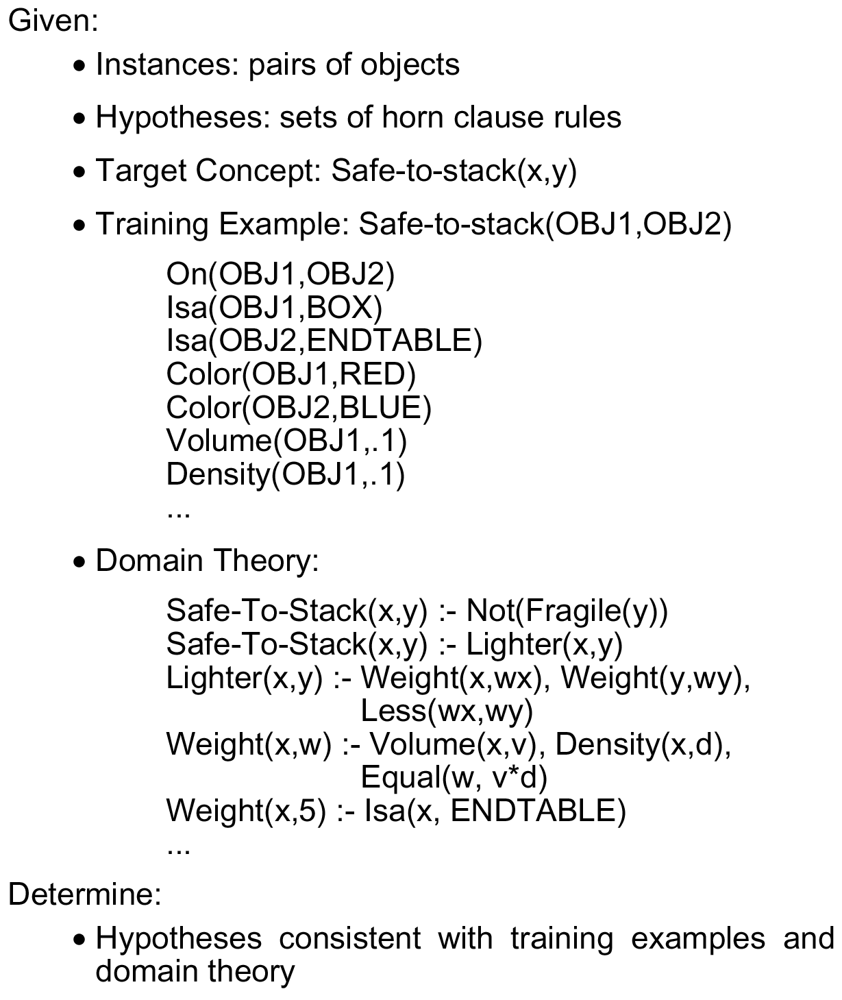 Given:
• Instances: pairs of objects
• Hypotheses: sets of horn clause rules
• Target Concept: Safe-to-stack(x,y)
• Training Example: Safe-to-stack(OBJ1,OBJ2)
On(OBJ1,OBJ2)
Isa(OBJ1,BOX)
Isa(OBJ2,ENDTABLE)
Color(OBJ1,RED)
Color(OBJ2,BLUE)
Volume(OBJ1,.1)
Density(OBJ1,.1)
...
• Domain Theory:
Safe-To-Stack(x,y) :- Not(Fragile(y))
Safe-To-Stack(x,y) :- Lighter(x,y)
Lighter(x,y) :- Weight(x,wx), Weight(y,wy),
Less(wx,wy)
Weight(x,w) :- Volume(x,v), Density(x,d),
Equal(w, v*d)
Weight(x,5) :- Isa(x, ENDTABLE)
...
Determine:
• Hypotheses consistent with training examples and
domain theory